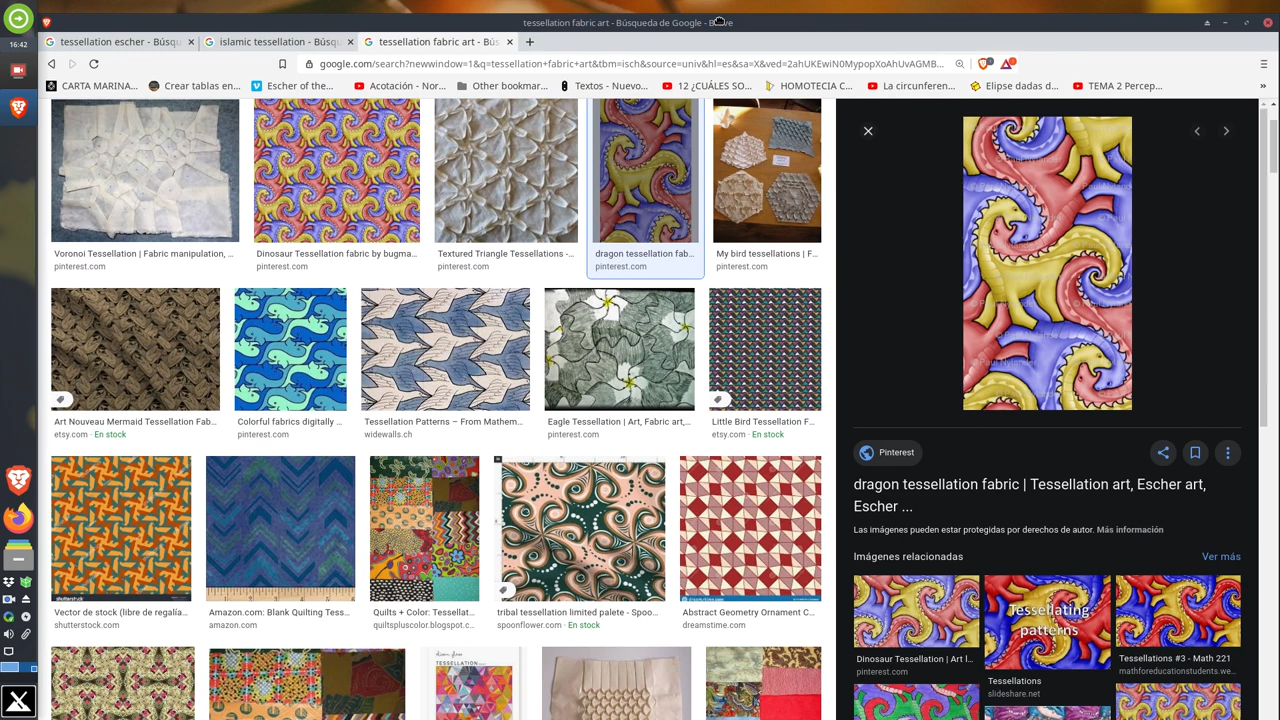 tessellation fabric art - Búsqueda de Google - Brave
16:42
tessellation escher - Búsqu
islamic tessellation - Búsqu
tessellation fabric art - Bús
google.com/search?newwindow=1&q=tessellation+fabric+art&tbm=isch&source=univ&hl=es&sa=X&ved=2ahUKEwiN0MypopXoAhUvAGMB...
CARTA MARINA... Crear tablas en... Escher of the... Acotación - Nor... Other bookmar... Textos - Nuevo... 12 ¿CUÁLES SO... HOMOTECIA C... La circunferen... Elipse dadas d... TEMA 2 Percep... »
Voronoi Tessellation | Fabric manipulation, ...
pinterest.com
Dinosaur Tessellation fabric by bugma...
pinterest.com
Textured Triangle Tessellations -...
pinterest.com
dragon tessellation fab...
pinterest.com
My bird tessellations | F...
pinterest.com
Art Nouveau Mermaid Tessellation Fab...
etsy.com · En stock
Colorful fabrics digitally ...
pinterest.com
Tessellation Patterns – From Mathem...
widewalls.ch
Eagle Tessellation | Art, Fabric art,...
pinterest.com
Little Bird Tessellation F...
etsy.com · En stock
shutterstock
Vector de stock (libre de regalía...
shutterstock.com
Amazon.com: Blank Quilting Tess...
amazon.com
Quilts + Color: Tessellat...
quiltspluscolor.blogspot.c...
tribal tessellation limited palete - Spoo...
spoonflower.com · En stock
dreamstime.com
Abstract Geometry Ornament C...
dreamstime.com
TESSELLATION
Pinterest
dragon tessellation fabric | Tessellation art, Escher art,
Escher ...
Las imágenes pueden estar protegidas por derechos de autor. Más información
Imágenes relacionadas
Ver más
Dinosaur Tessellation | Art I...
pinterest.com
Tessellating
patterns
Tessellations
slideshare.net
Tessellations #3 - Math 221
mathforeducationstudents.we...